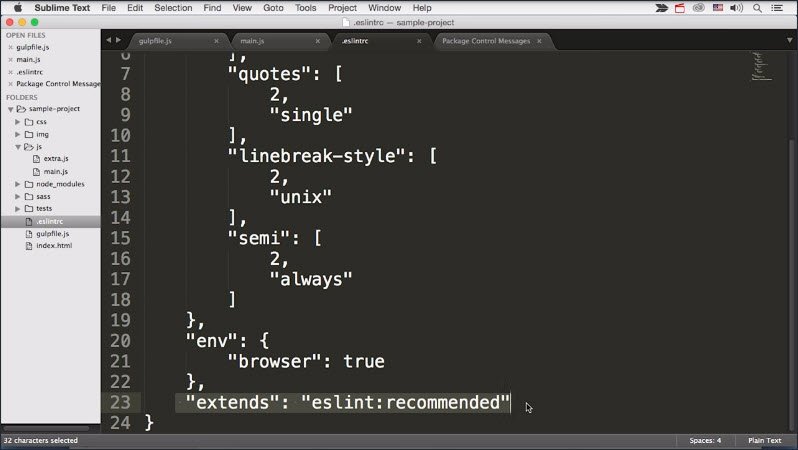 Sublime Text File Edit Selection Find View Goto Tools Project Window Help
.eslintrc — sample-project
OPEN FILES
gulpfile.js
main.js
.eslintrc
Package Control Message
FOLDERS
sample-project
css
img
js
extra.js
main.js
node_modules
sass
tests
.eslintrc
gulpfile.js
index.html
gulpfile.js main.js .eslintrc Package Control Messages
6 ],
7 "quotes": [
8 2,
9 "single"
10 ],
11 "linebreak-style": [
12 2,
13 "unix"
14 ],
15 "semi": [
16 2,
17 "always"
18 ]
19 },
20 "env": {
21 "browser": true
22 },
23 "extends": "eslint:recommended"
24 }
32 characters selected Spaces: 4 Plain Text